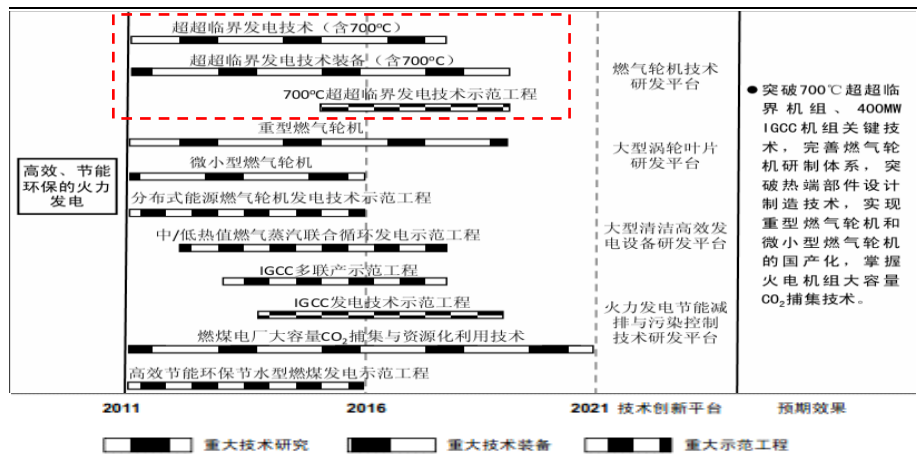 超超临界发电技术（含700℃）
超超临界发电技术装备（含700℃）
700℃超超临界发电技术示范工程
重型燃气轮机
微小型燃气轮机
分布式能源燃气轮机发电技术示范工程
中/低热值燃气蒸汽联合循环发电示范工程
IGCC多联产示范工程
IGCC发电技术示范工程
燃煤电厂大容量CO₂捕集与资源化利用技术
高效节能环保节水型燃煤发电示范工程
高效、节能
环保的火力
发电
燃气轮机技术
研发平台
大型涡轮叶片
研发平台
大型清洁高效发
电设备研发平台
火力发电节能减
排与污染控制
技术研发平台
●突破700℃超超临
界机组、400MW
IGCC机组关键技
术，完善燃气轮
机研制体系，突
破热端部件设计
制造技术，实现
重型燃气轮机和
微小型燃气轮机
的国产化，掌握
火电机组大容量
CO₂捕集技术。
2011 2016 2021 技术创新平台 预期效果
重大技术研究 重大技术装备 重大示范工程